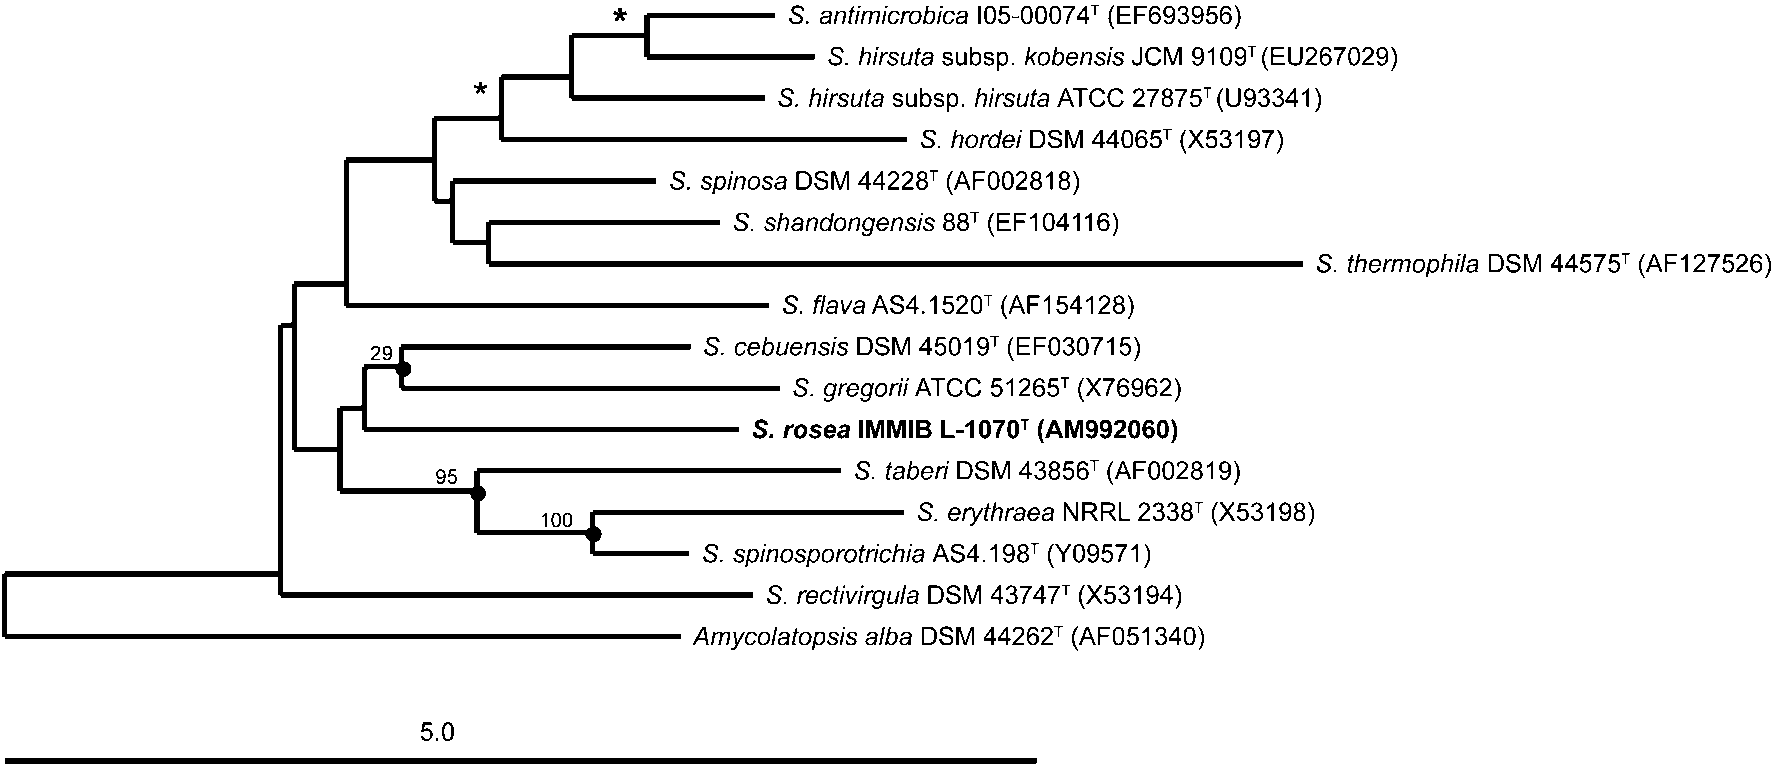 *
S. antimicrobica I05-00074ᵀ (EF693956)
S. hirsuta subsp. kobensis JCM 9109ᵀ (EU267029)
*
S. hirsuta subsp. hirsuta ATCC 27875ᵀ (U93341)
S. hordei DSM 44065ᵀ (X53197)
S. spinosa DSM 44228ᵀ (AF002818)
S. shandongensis 88ᵀ (EF104116)
S. thermophila DSM 44575ᵀ (AF127526)
S. flava AS4.1520ᵀ (AF154128)
29
S. cebuensis DSM 45019ᵀ (EF030715)
S. gregorii ATCC 51265ᵀ (X76962)
S. rosea IMMIB L-1070ᵀ (AM992060)
95
S. taberi DSM 43856ᵀ (AF002819)
100
S. erythraea NRRL 2338ᵀ (X53198)
S. spinosporotrichia AS4.198ᵀ (Y09571)
S. rectivirgula DSM 43747ᵀ (X53194)
Amycolatopsis alba DSM 44262ᵀ (AF051340)
5.0